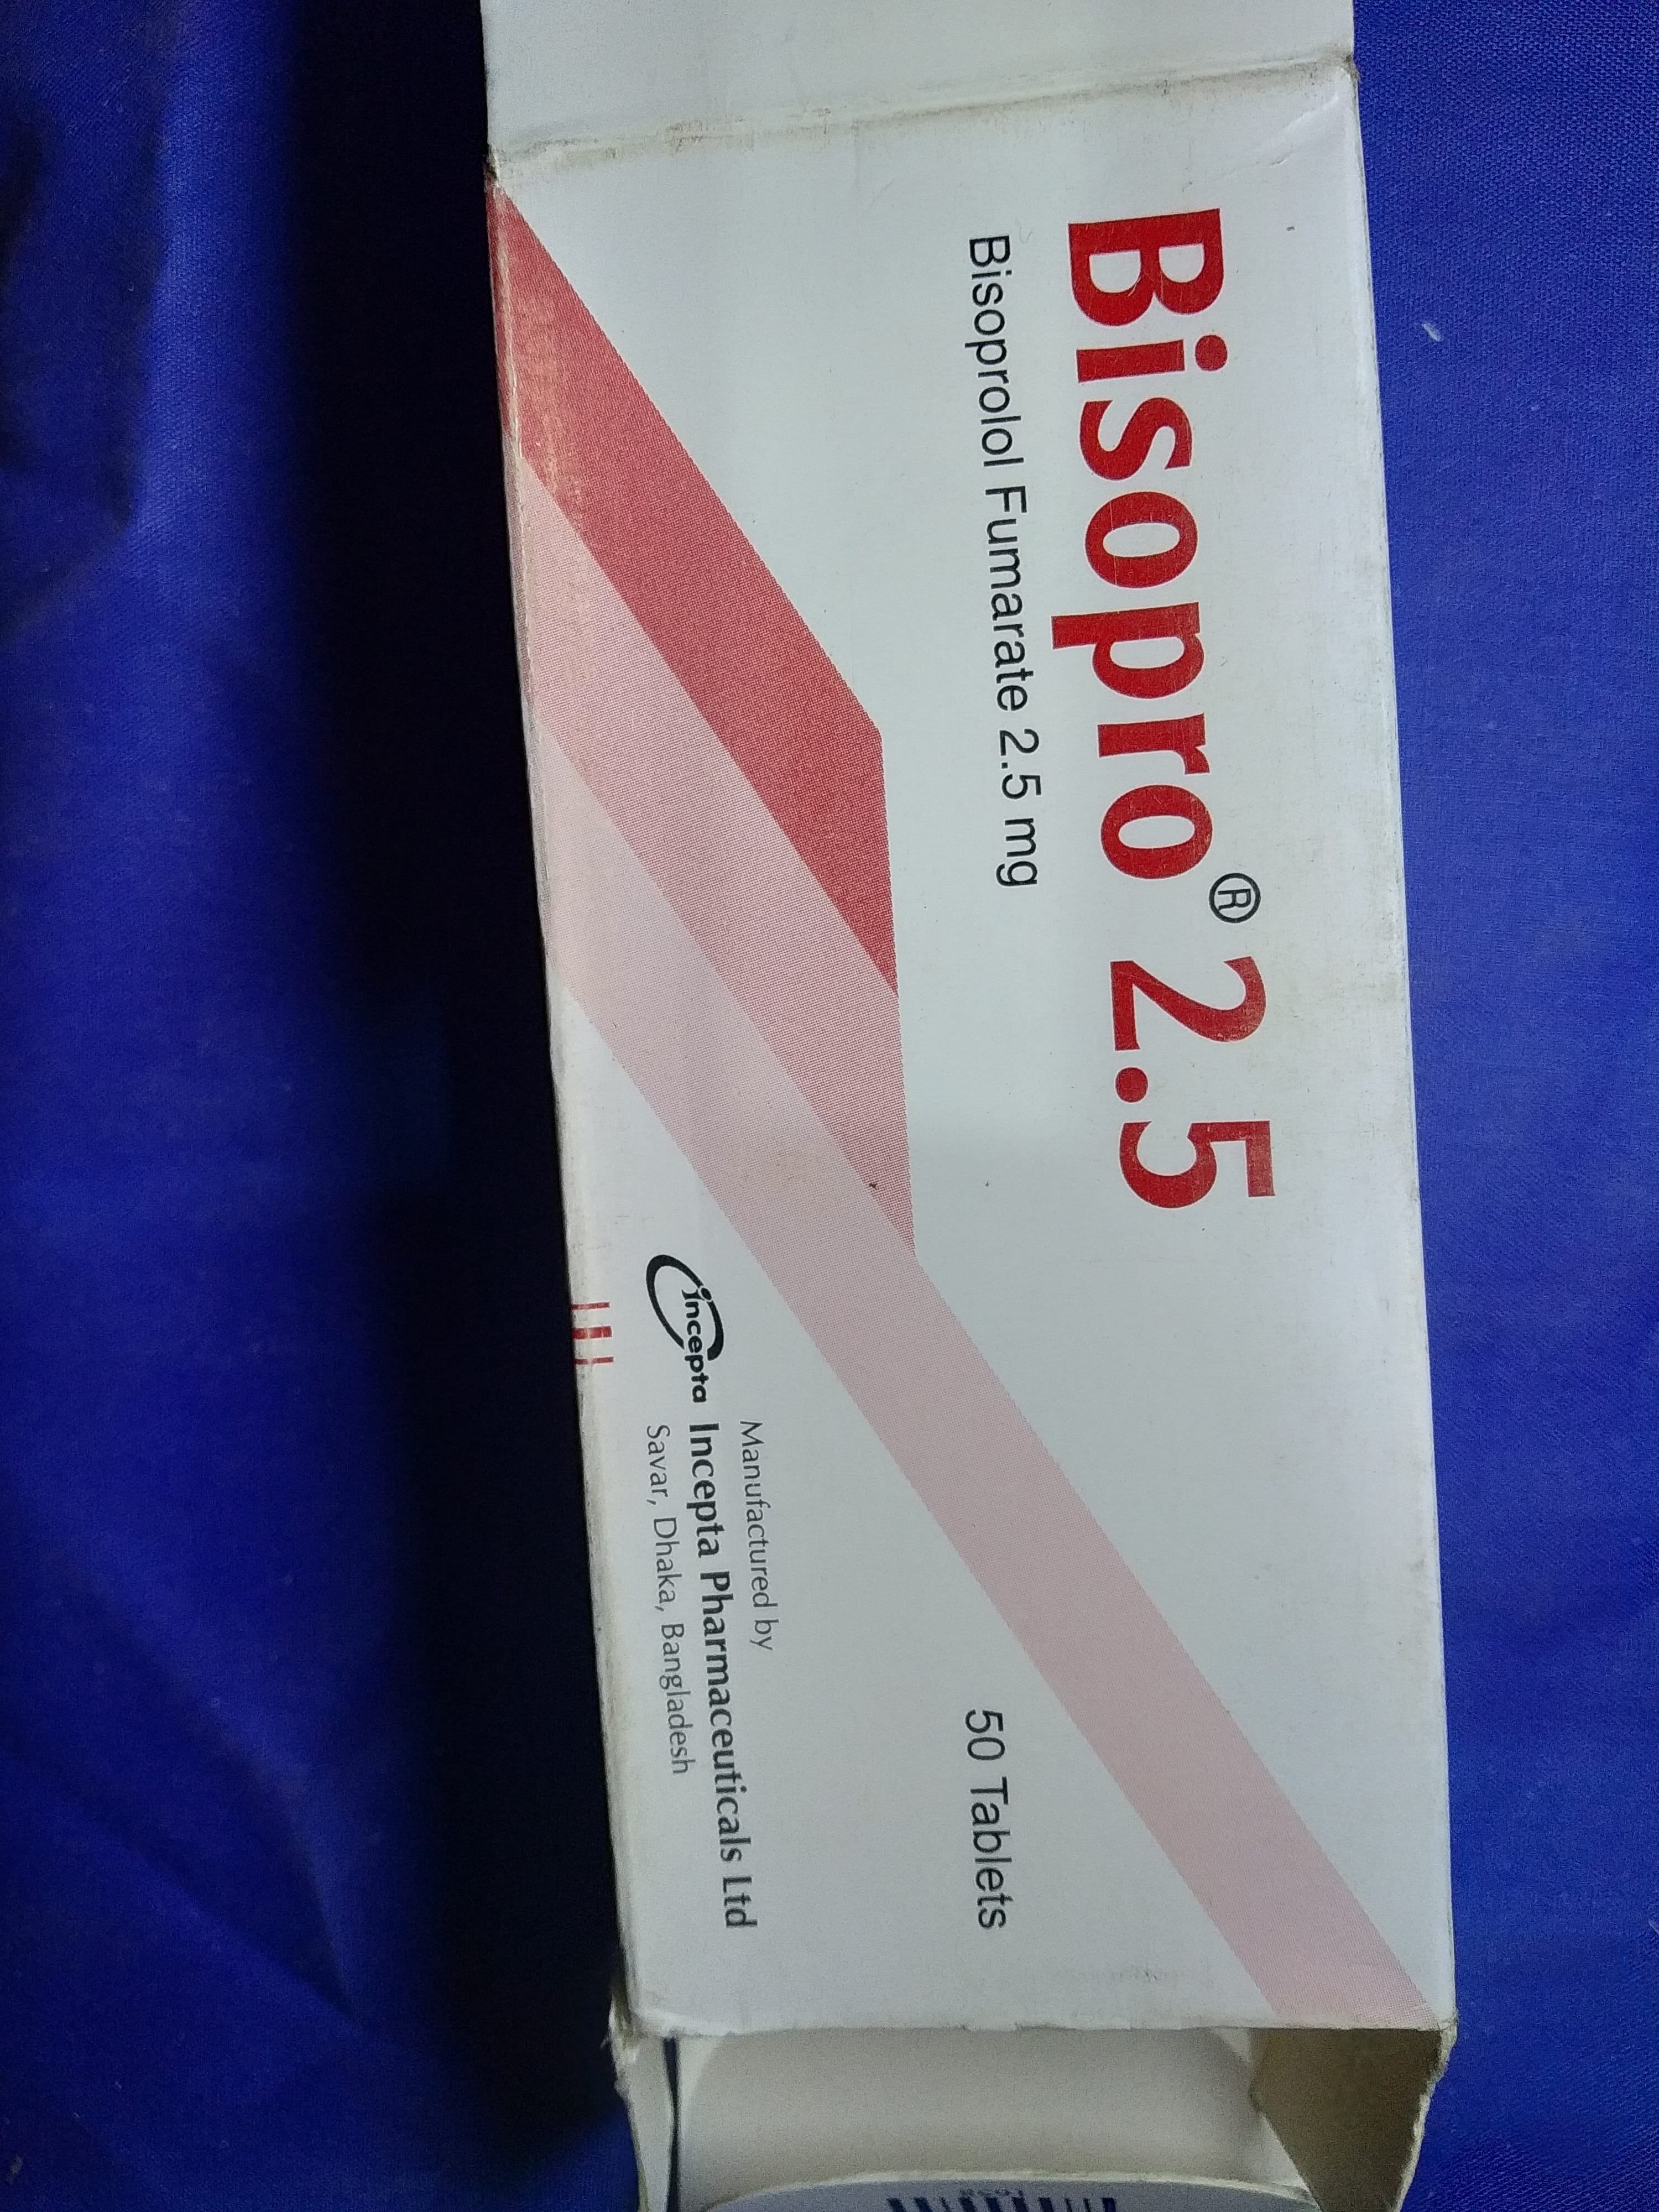 Bisopro® 2.5
Bisoprolol Fumarate 2.5 mg
50 Tablets
Manufactured by
incepta Incepta Pharmaceuticals Ltd
Savar, Dhaka, Bangladesh